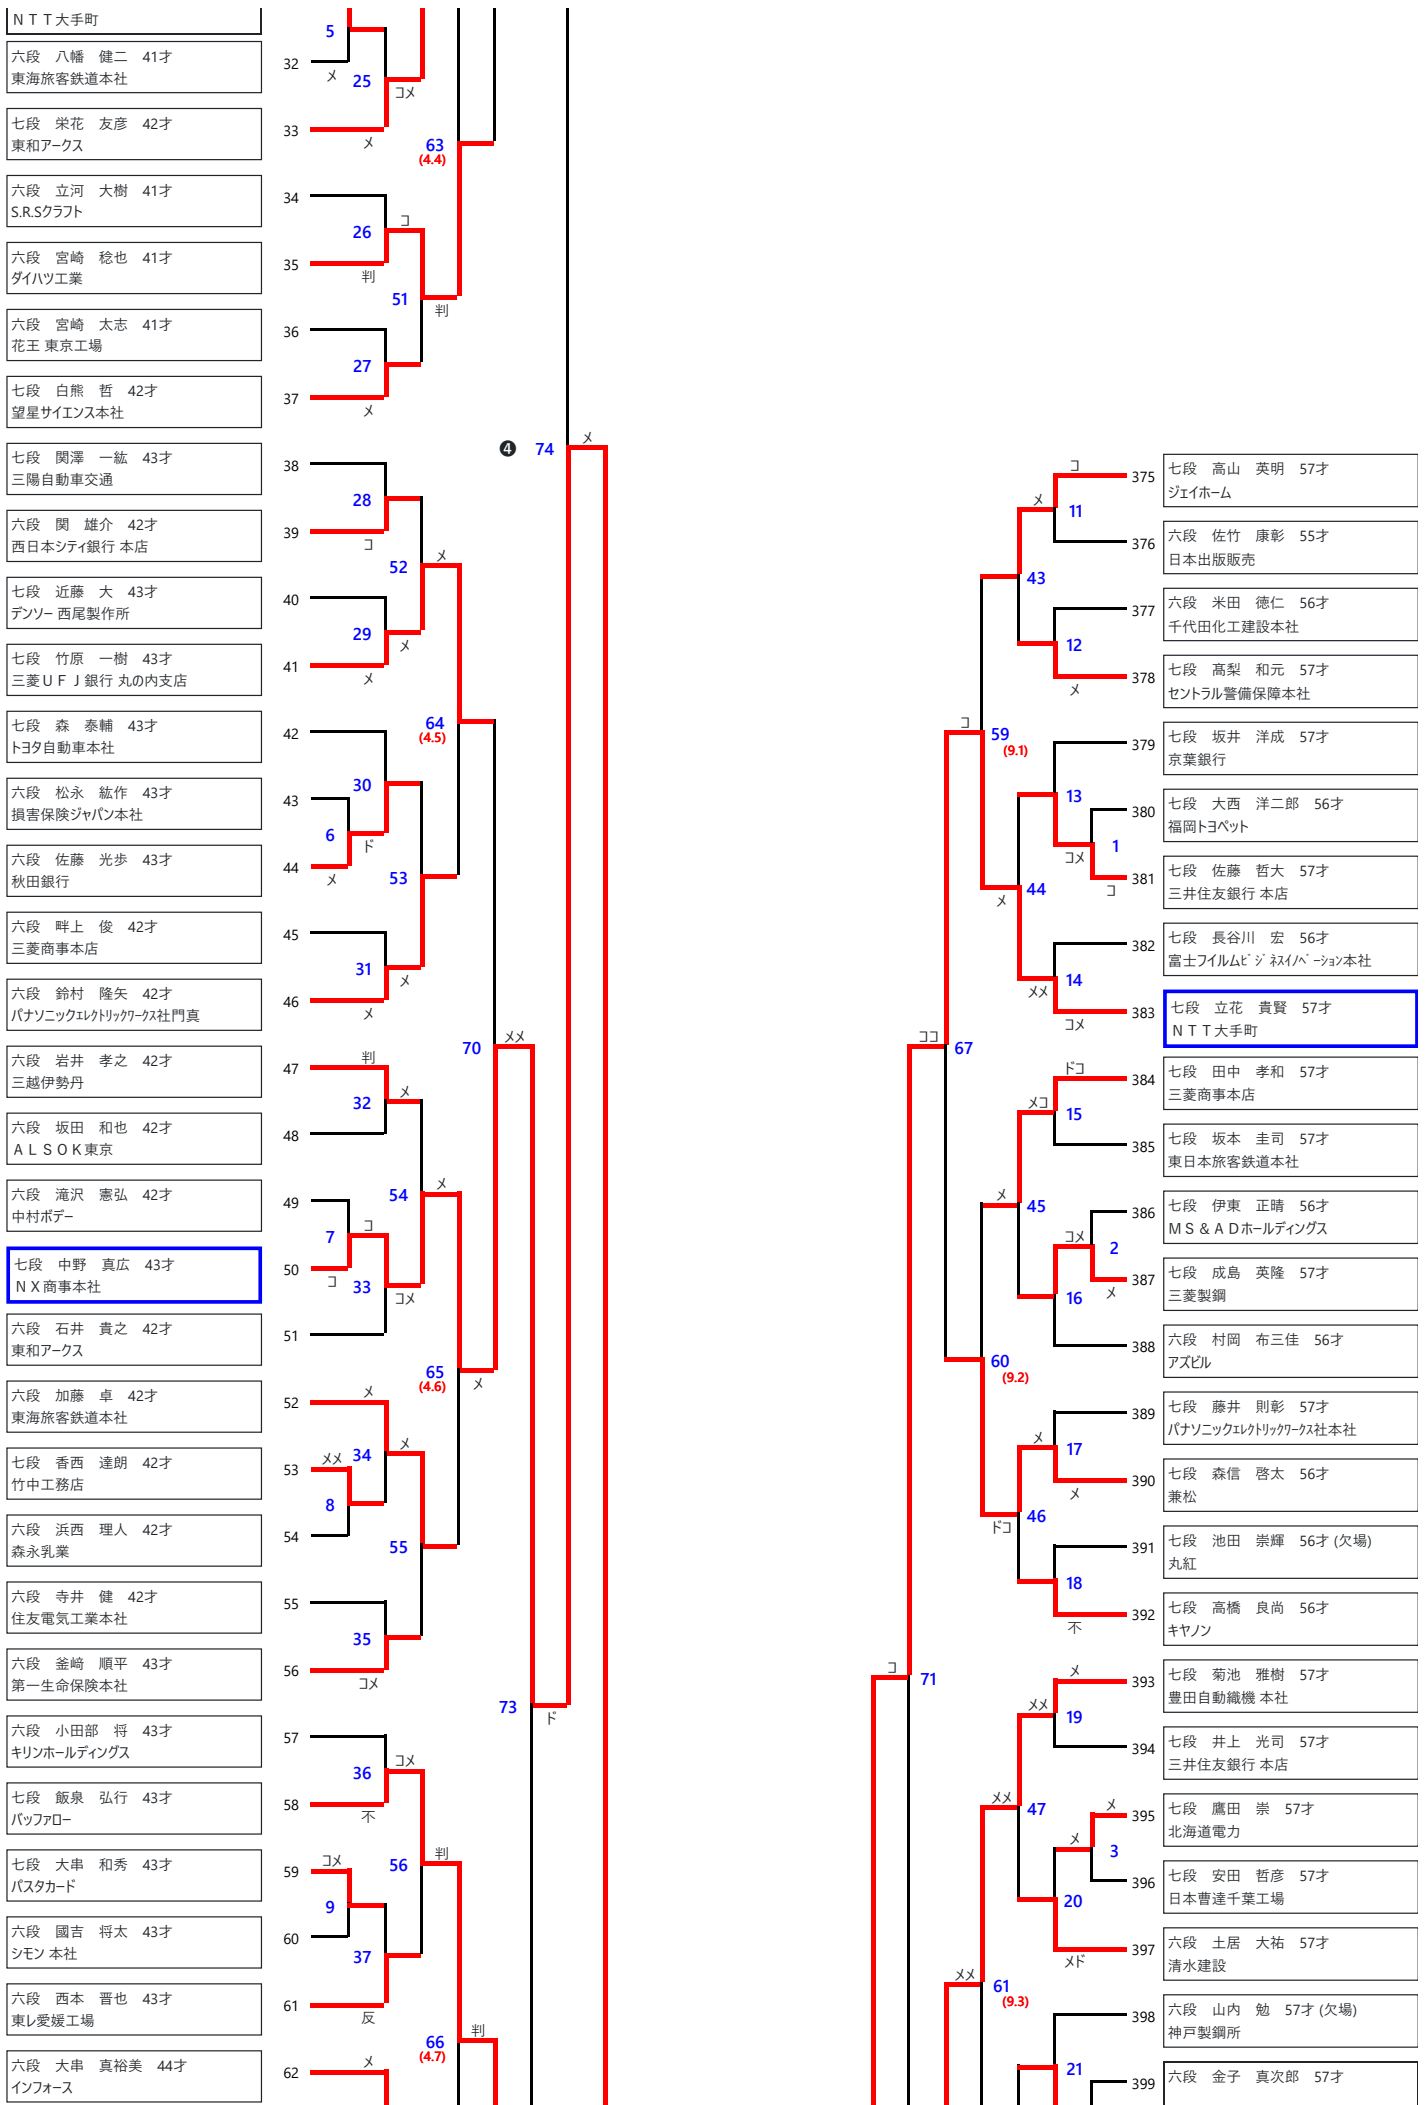 ＮＴＴ大手町
5
六段　八幡　健二　41才
東海旅客鉄道本社
32
メ
25
コメ
七段　栄花　友彦　42才
東和アークス
33
メ
63
(4.4)
六段　立河　大樹　41才
S.R.Sクラフト
34
コ
26
六段　宮崎　稔也　41才
ダイハツ工業
35
判
51
判
六段　宮崎　太志　41才
花王 東京工場
36
27
七段　白熊　哲　42才
望星サイエンス本社
37
メ
❹
74
メ
七段　関澤　一紘　43才
三陽自動車交通
38
28
六段　関　雄介　42才
西日本シティ銀行 本店
39
コ
52
メ
七段　近藤　大　43才
デンソー 西尾製作所
40
29
メ
七段　竹原　一樹　43才
三菱ＵＦＪ銀行 丸の内支店
41
メ
64
(4.5)
七段　森　泰輔　43才
トヨタ自動車本社
42
30
六段　松永　紘作　43才
損害保険ジャパン本社
43
6
ド
六段　佐藤　光歩　43才
秋田銀行
44
メ
53
六段　畔上　俊　42才
三菱商事本店
45
31
メ
六段　鈴村　隆矢　42才
パナソニックエレクトリックワークス社門真
46
メ
70
メメ
六段　岩井　孝之　42才
三越伊勢丹
47
判
32
メ
六段　坂田　和也　42才
ＡＬＳＯＫ東京
48
54
メ
六段　滝沢　憲弘　42才
中村ボデー
49
7
コ
七段　中野　真広　43才
ＮＸ商事本社
50
コ
33
コメ
六段　石井　貴之　42才
東和アークス
51
65
(4.6)
メ
六段　加藤　卓　42才
東海旅客鉄道本社
52
メ
34
メ
七段　香西　達朗　42才
竹中工務店
53
メメ
8
六段　浜西　理人　42才
森永乳業
54
55
六段　寺井　健　42才
住友電気工業本社
55
35
六段　釜﨑　順平　43才
第一生命保険本社
56
コメ
73
ド
六段　小田部　将　43才
キリンホールディングス
57
36
コメ
七段　飯泉　弘行　43才
バッファロー
58
不
56
判
七段　大串　和秀　43才
パスタカード
59
コメ
9
六段　國吉　将太　43才
シモン 本社
60
37
六段　西本　晋也　43才
東レ愛媛工場
61
反
66
(4.7)
判
六段　大串　真裕美　44才
インフォース
62
メ
コ
375
七段　高山　英明　57才
ジェイホーム
メ
11
376
六段　佐竹　康彰　55才
日本出版販売
43
377
六段　米田　徳仁　56才
千代田化工建設本社
12
378
七段　髙梨　和元　57才
セントラル警備保障本社
メ
コ
59
(9.1)
379
七段　坂井　洋成　57才
京葉銀行
13
380
七段　大西　洋二郎　56才
福岡トヨペット
コメ
1
381
七段　佐藤　哲大　57才
三井住友銀行 本店
コ
メ
44
382
七段　長谷川　宏　56才
富士フイルムビジネスイノベーション本社
メメ
14
383
七段　立花　貴賢　57才
ＮＴＴ大手町
コメ
ココ
67
ドコ
384
七段　田中　孝和　57才
三菱商事本店
メコ
15
385
七段　坂本　圭司　57才
東日本旅客鉄道本社
メ
45
386
七段　伊東　正晴　56才
ＭＳ＆ＡＤホールディングス
コメ
2
387
七段　成島　英隆　57才
三菱製鋼
16
メ
388
六段　村岡　布三佳　56才
アズビル
60
(9.2)
389
七段　藤井　則彰　57才
パナソニックエレクトリックワークス社本社
メ
17
390
七段　森信　啓太　56才
兼松
メ
ドコ
46
391
七段　池田　崇輝　56才 (欠場)
丸紅
18
392
七段　高橋　良尚　56才
キヤノン
不
コ
71
メ
393
七段　菊池　雅樹　57才
豊田自動織機 本社
メメ
19
394
七段　井上　光司　57才
三井住友銀行 本店
メメ
47
メ
395
七段　鷹田　崇　57才
北海道電力
メ
3
396
七段　安田　哲彦　57才
日本曹達千葉工場
20
397
六段　土居　大祐　57才
清水建設
メド
メメ
61
(9.3)
398
六段　山内　勉　57才 (欠場)
神戸製鋼所
21
399
六段　金子　真次郎　57才